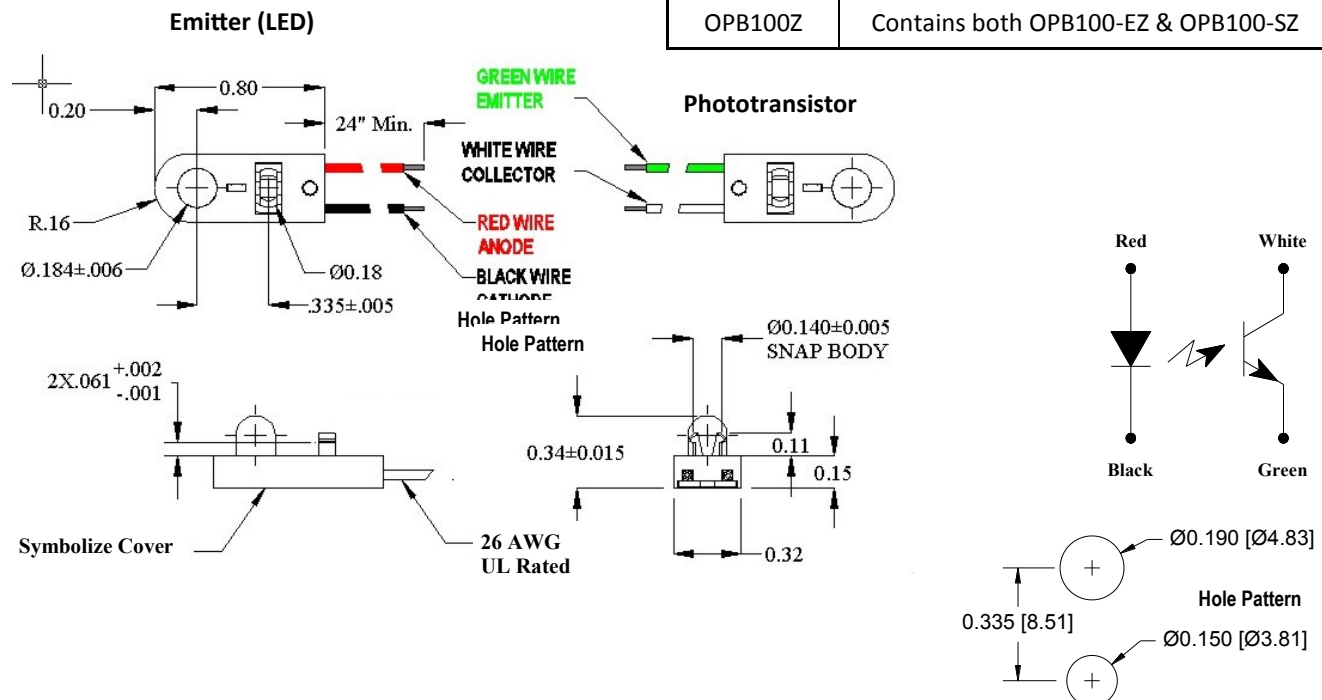 Emitter (LED)
OPB100Z
Contains both OPB100-EZ & OPB100-SZ
0.80
0.20
24" Min.
GREEN WIRE
EMITTER
Phototransistor
WHITE WIRE
COLLECTOR
R.16
Ø.184±.006
Ø0.18
.335±.005
RED WIRE
ANODE
BLACK WIRE
CATHODE
Hole Pattern
Hole Pattern
Red
White
Black
Green
2X.061 +.002
-.001
Ø0.140±0.005
SNAP BODY
0.34±0.015
0.11
0.15
0.32
Symbolize Cover
26 AWG
UL Rated
Ø0.190 [Ø4.83]
Hole Pattern
0.335 [8.51]
Ø0.150 [Ø3.81]